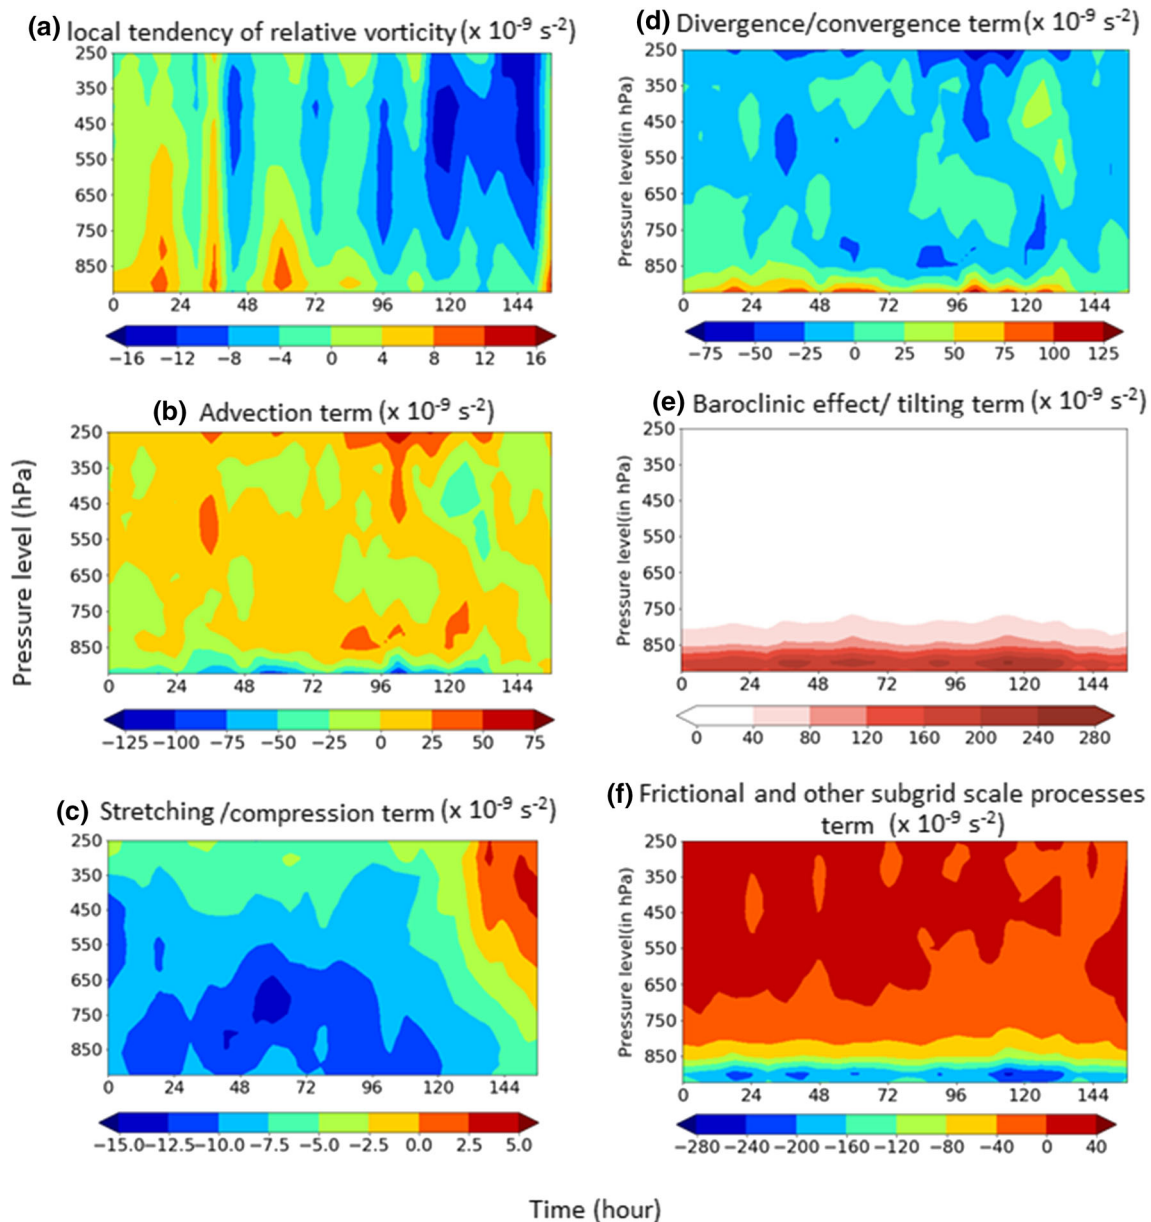 (a) local tendency of relative vorticity (x 10⁻⁹ s⁻²)
250
350
450
550
650
750
850
0 24 48 72 96 120 144
−16 −12 −8 −4 0 4 8 12 16
(d) Divergence/convergence term (x 10⁻⁹ s⁻²)
Pressure level(in hPa)
250
350
450
550
650
750
850
0 24 48 72 96 120 144
−75 −50 −25 0 25 50 75 100 125
(b) Advection term (x 10⁻⁹ s⁻²)
250
350
450
550
650
750
850
0 24 48 72 96 120 144
−125 −100 −75 −50 −25 0 25 50 75
(e) Baroclinic effect/ tilting term (x 10⁻⁹ s⁻²)
Pressure level(in hPa)
250
350
450
550
650
750
850
0 24 48 72 96 120 144
0 40 80 120 160 200 240 280
Pressure level (hPa)
(c) Stretching /compression term (x 10⁻⁹ s⁻²)
250
350
450
550
650
750
850
0 24 48 72 96 120 144
−15.0 −12.5 −10.0 −7.5 −5.0 −2.5 0.0 2.5 5.0
(f) Frictional and other subgrid scale processes
term (x 10⁻⁹ s⁻²)
Pressure level(in hPa)
250
350
450
550
650
750
850
0 24 48 72 96 120 144
−280 −240 −200 −160 −120 −80 −40 0 40
Time (hour)